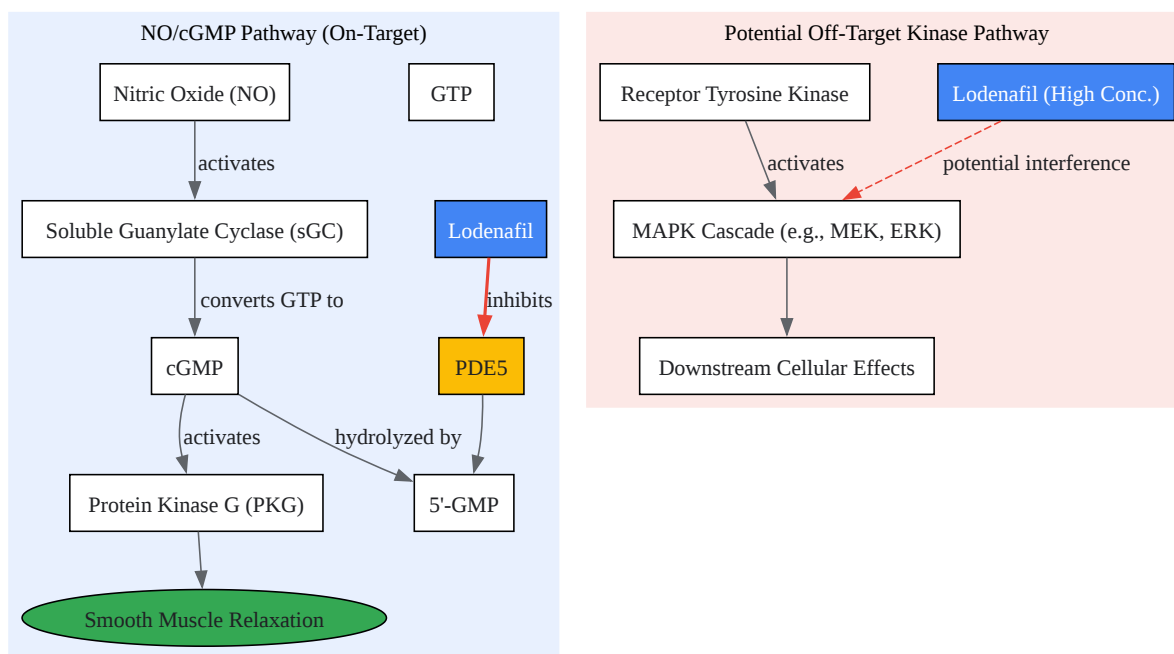 NO/cGMP Pathway (On-Target)
Nitric Oxide (NO)
GTP
activates
Soluble Guanylate Cyclase (sGC)
Lodenafil
converts GTP to
inhibits
cGMP
PDE5
activates
hydrolyzed by
Protein Kinase G (PKG)
5'-GMP
Smooth Muscle Relaxation
Potential Off-Target Kinase Pathway
Receptor Tyrosine Kinase
Lodenafil (High Conc.)
activates
potential interference
MAPK Cascade (e.g., MEK, ERK)
Downstream Cellular Effects